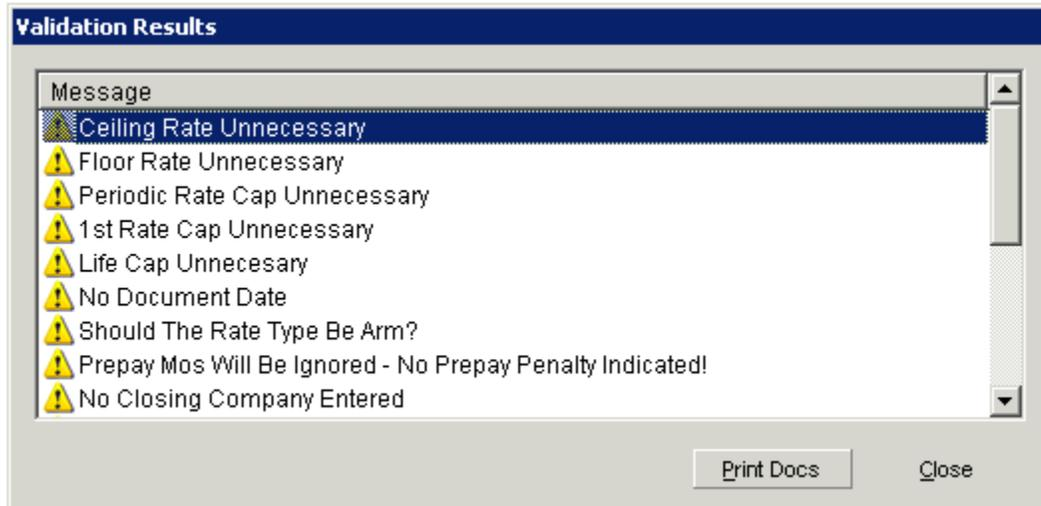 Validation Results
Message
Ceiling Rate Unnecessary
Floor Rate Unnecessary
Periodic Rate Cap Unnecessary
1st Rate Cap Unnecessary
Life Cap Unnecesary
No Document Date
Should The Rate Type Be Arm?
Prepay Mos Will Be Ignored - No Prepay Penalty Indicated!
No Closing Company Entered
Print Docs Close